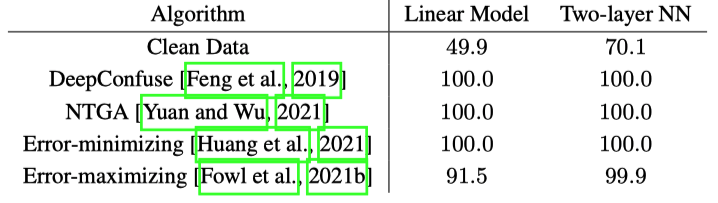 Algorithm Linear Model Two-layer NN
Clean Data 49.9 70.1
DeepConfuse [Feng et al., 2019] 100.0 100.0
NTGA [Yuan and Wu, 2021] 100.0 100.0
Error-minimizing [Huang et al., 2021] 100.0 100.0
Error-maximizing [Fowl et al., 2021b] 91.5 99.9